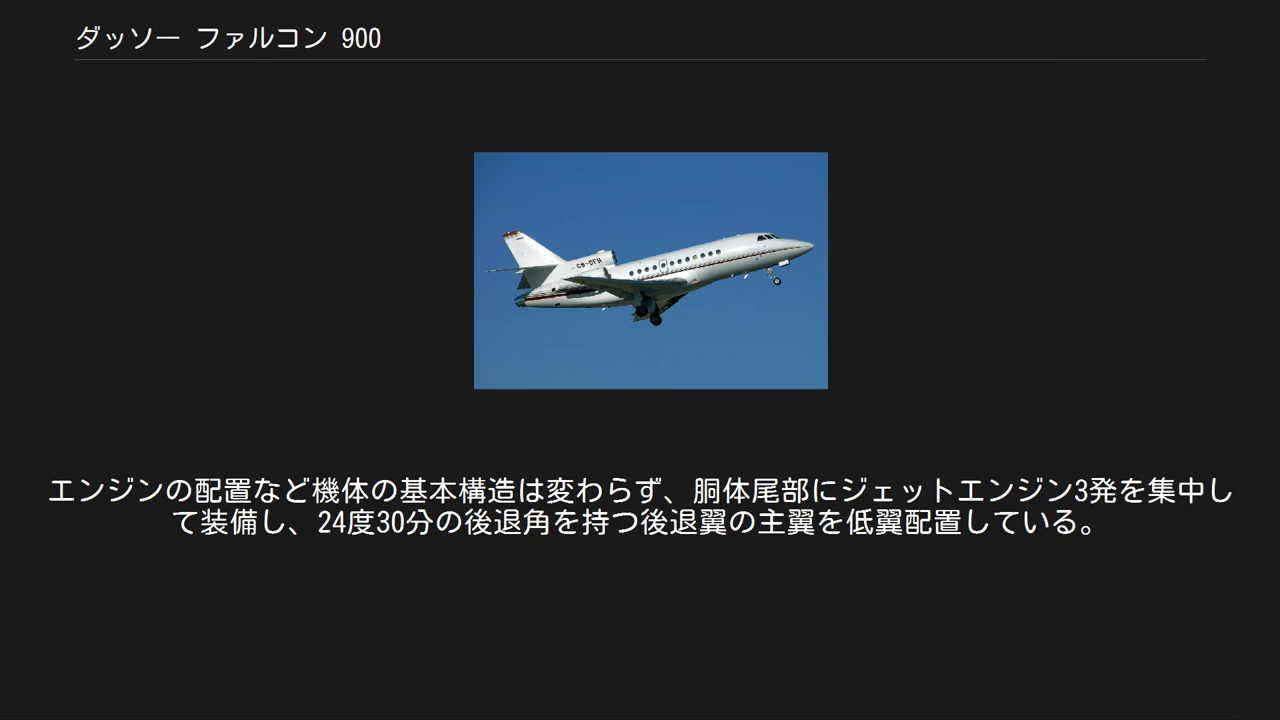 ダッソー ファルコン 900
エンジンの配置など機体の基本構造は変わらず、胴体尾部にジェットエンジン3発を集中し
て装備し、24度30分の後退角を持つ後退翼の主翼を低翼配置している。